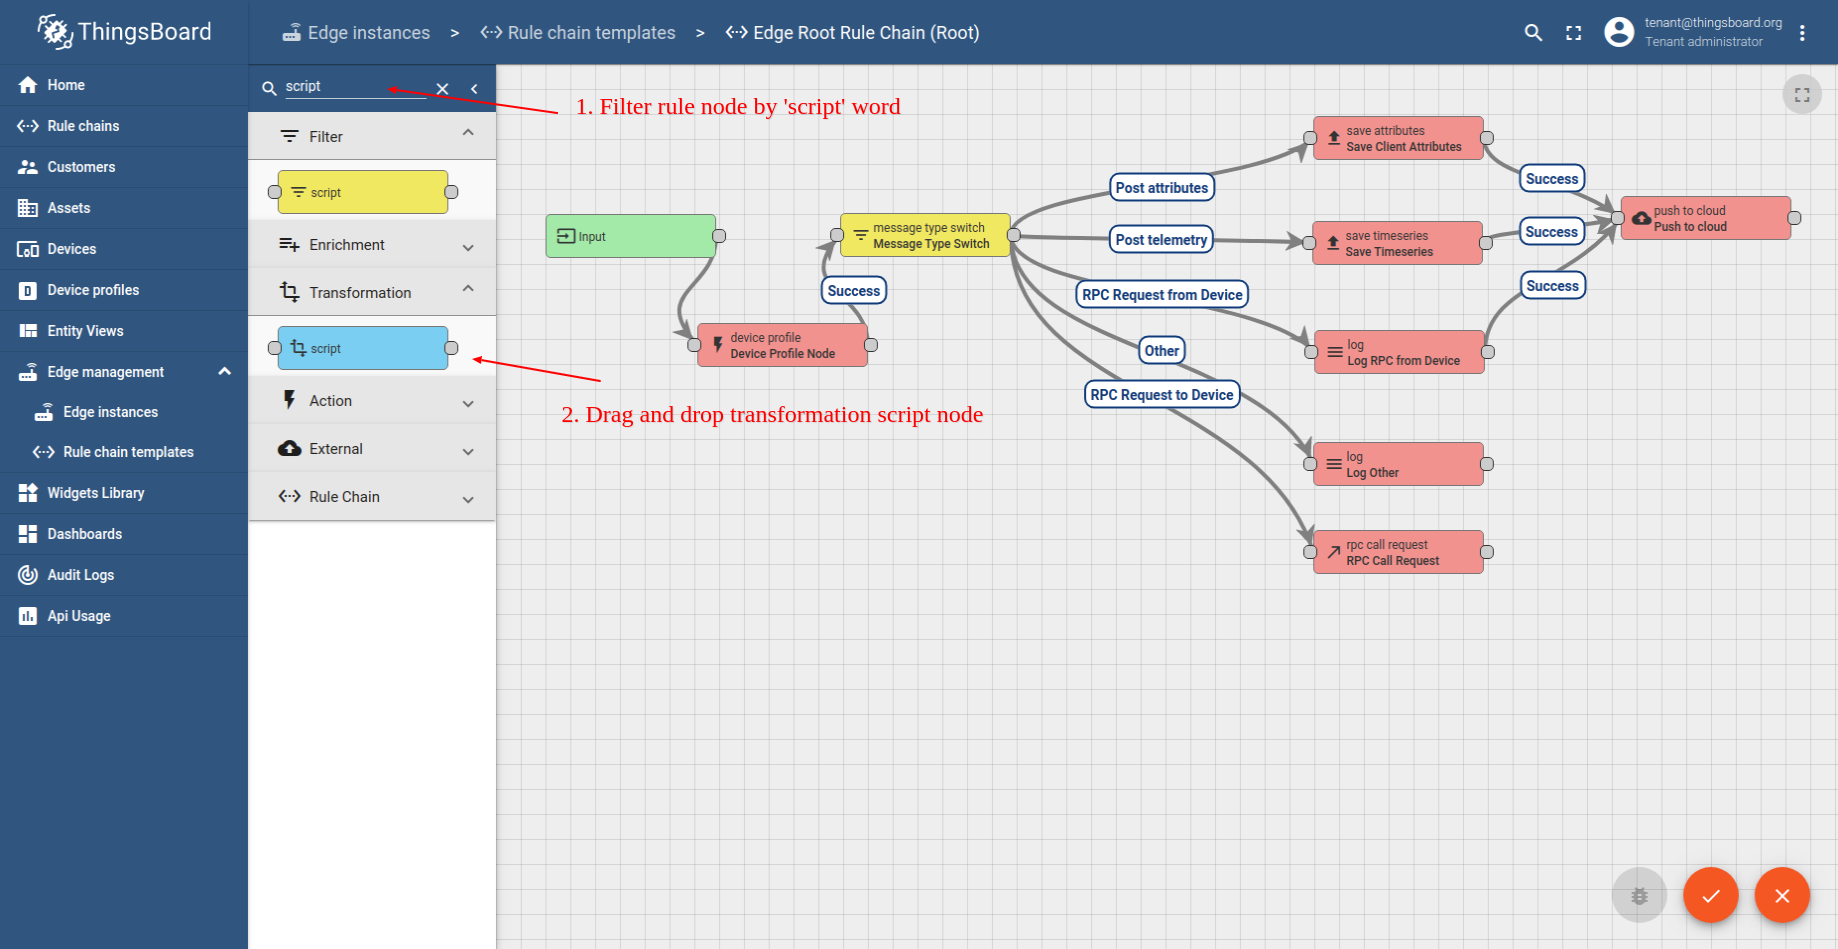 ThingsBoard
Edge instances > Rule chain templates > Edge Root Rule Chain (Root)
tenant@thingsboard.org
Tenant administrator
Home
Rule chains
Customers
Assets
Devices
Device profiles
Entity Views
Edge management
Edge instances
Rule chain templates
Widgets Library
Dashboards
Audit Logs
Api Usage
script
Filter
script
Enrichment
Transformation
script
Action
External
Rule Chain
1. Filter rule node by 'script' word
2. Drag and drop transformation script node
Input
device profile
Device Profile Node
Success
message type switch
Message Type Switch
Post attributes
Post telemetry
RPC Request from Device
Other
RPC Request to Device
save attributes
Save Client Attributes
save timeseries
Save Timeseries
log
Log RPC from Device
log
Log Other
rpc call request
RPC Call Request
Success
Success
Success
push to cloud
Push to cloud